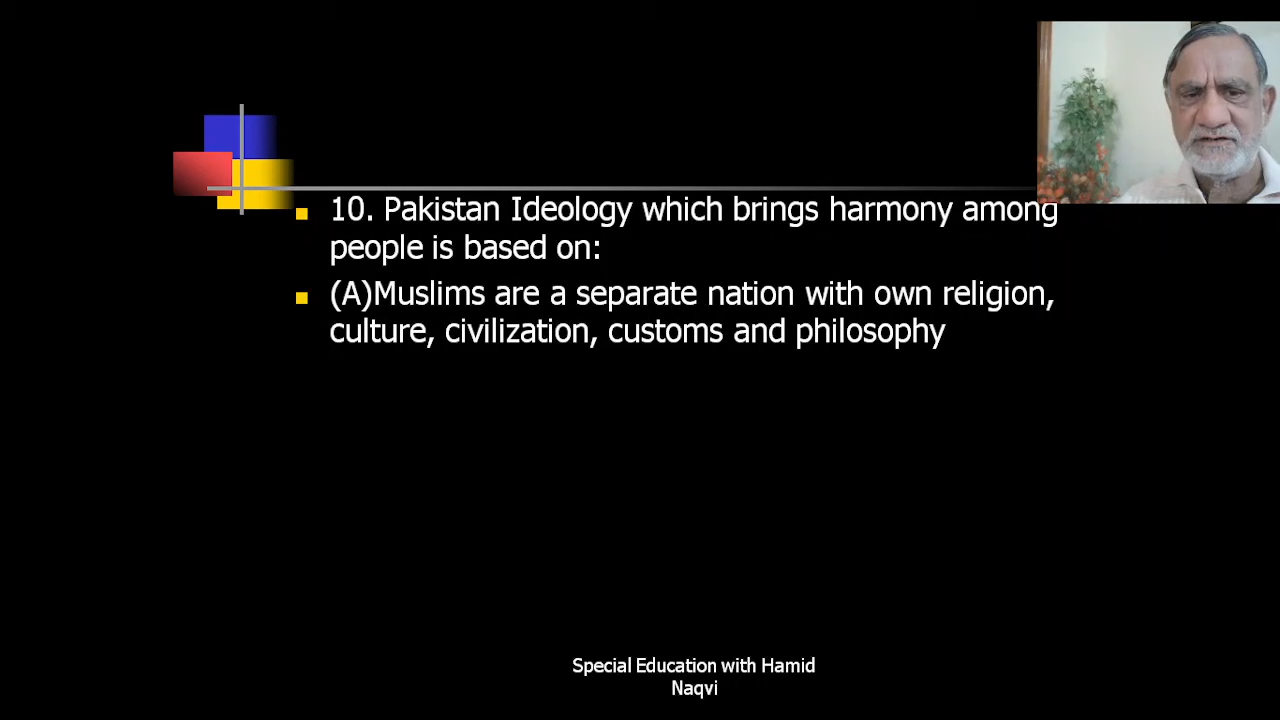 10. Pakistan Ideology which brings harmony among
people is based on:
(A)Muslims are a separate nation with own religion,
culture, civilization, customs and philosophy
Special Education with Hamid
Naqvi